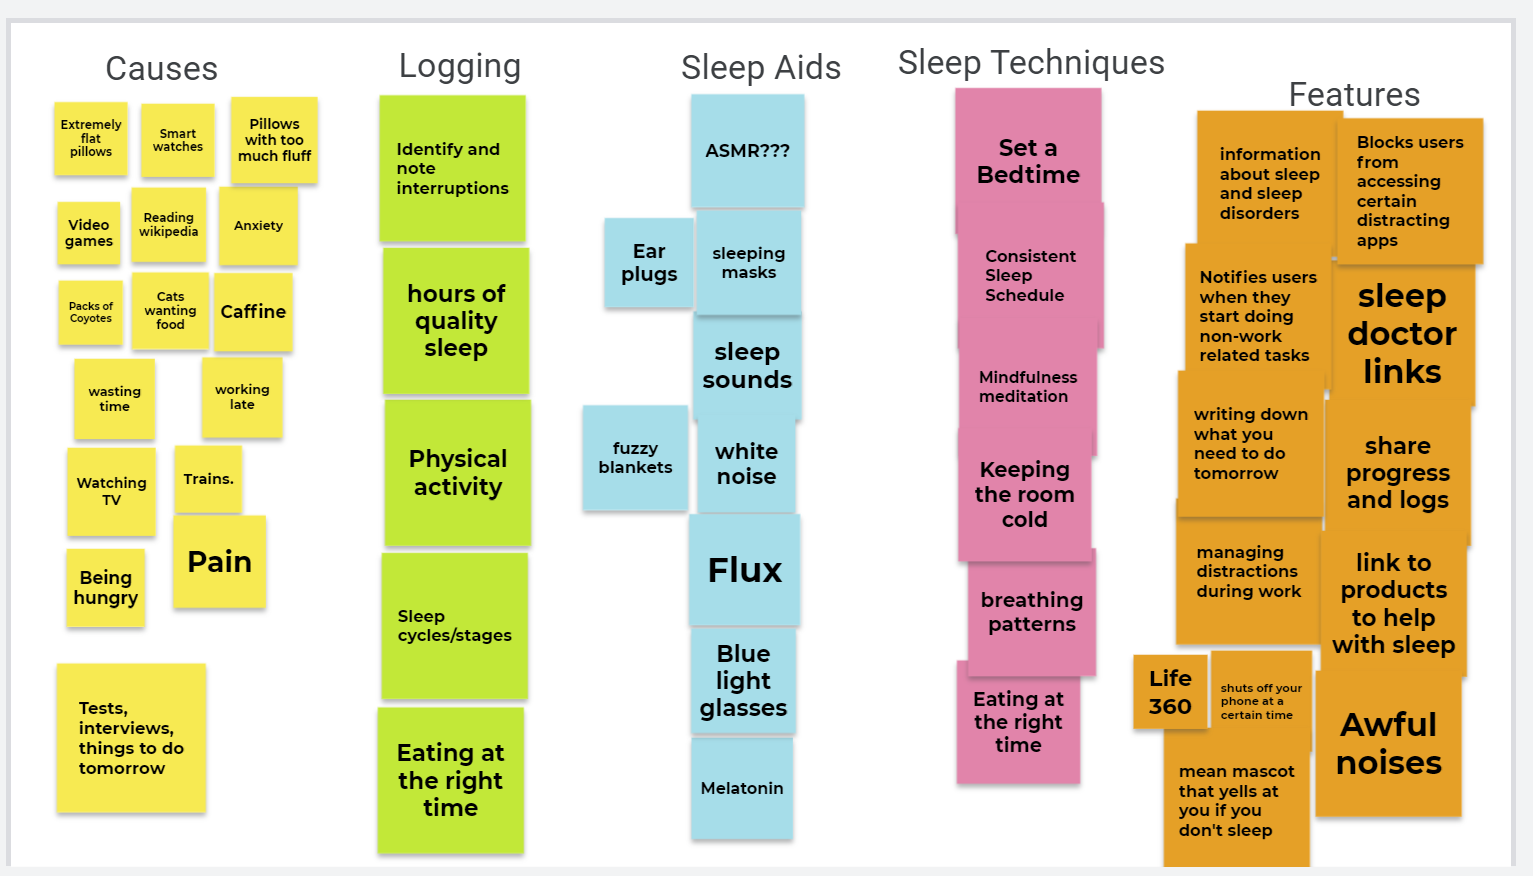 Causes
Extremely
flat
pillows
Smart
watches
Pillows
with too
much fluff
Video
games
Reading
wikipedia
Anxiety
Packs of
Coyotes
Cats
wanting
food
Caffine
wasting
time
working
late
Watching
TV
Trains.
Being
hungry
Pain
Tests,
interviews,
things to do
tomorrow
Logging
Identify and
note
interruptions
hours of
quality
sleep
Physical
activity
Sleep
cycles/stages
Eating at
the right
time
Sleep Aids
ASMR???
Ear
plugs
sleeping
masks
sleep
sounds
fuzzy
blankets
white
noise
Flux
Blue
light
glasses
Melatonin
Sleep Techniques
Set a
Bedtime
Consistent
Sleep
Schedule
Mindfulness
meditation
Keeping
the room
cold
breathing
patterns
Eating at
the right
time
Features
information
about sleep
and sleep
disorders
Blocks users
from
accessing
certain
distracting
apps
Notifies users
when they
start doing
non-work
related tasks
sleep
doctor
links
writing down
what you
need to do
tomorrow
share
progress
and logs
managing
distractions
during work
link to
products
to help
with sleep
Life
360
shuts off your
phone at a
certain time
Awful
noises
mean mascot
that yells at
you if you
don't sleep